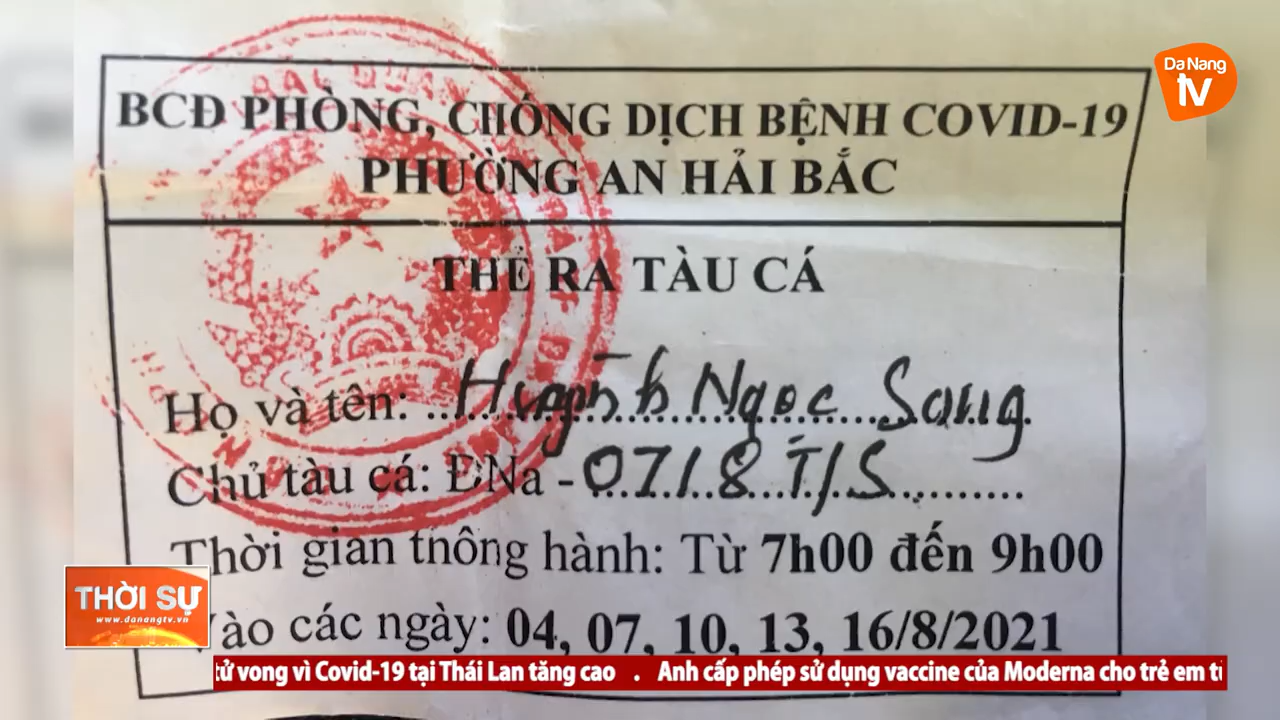 Da Nang
tv
BCĐ PHÒNG, CHỐNG DỊCH BỆNH COVID-19
PHƯỜNG AN HẢI BẮC
THẺ RA TÀU CÁ
Họ và tên: Huỳnh Ngọc Sang
Chủ tàu cá: ĐNa - 0718 T/S
Thời gian thông hành: Từ 7h00 đến 9h00
Vào các ngày: 04, 07, 10, 13, 16/8/2021
THỜI SỰ
www.danangtv.vn
tử vong vì Covid-19 tại Thái Lan tăng cao . Anh cấp phép sử dụng vaccine của Moderna cho trẻ em